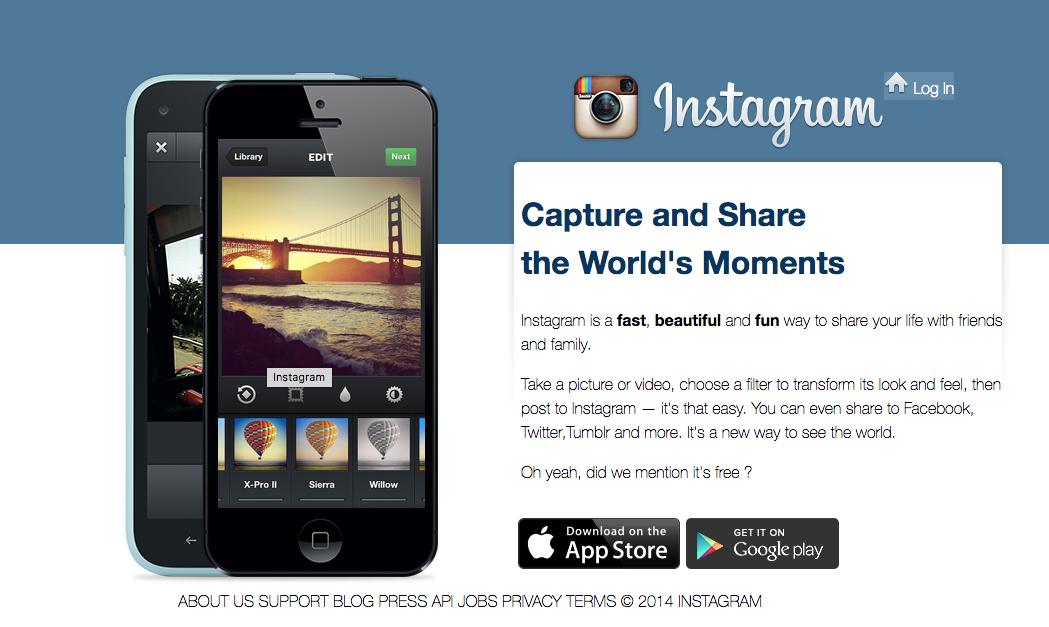 Instagram
Log In
Library
EDIT
Next
Instagram
X-Pro II
Sierra
Willow
Capture and Share
the World's Moments
Instagram is a fast, beautiful and fun way to share your life with friends
and family.
Take a picture or video, choose a filter to transform its look and feel, then
post to Instagram — it's that easy. You can even share to Facebook,
Twitter,Tumblr and more. It's a new way to see the world.
Oh yeah, did we mention it's free ?
Download on the
App Store
GET IT ON
Google play
ABOUT US SUPPORT BLOG PRESS API JOBS PRIVACY TERMS © 2014 INSTAGRAM